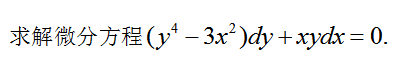 求解微分方程(y⁴ − 3x²)dy + xydx = 0.